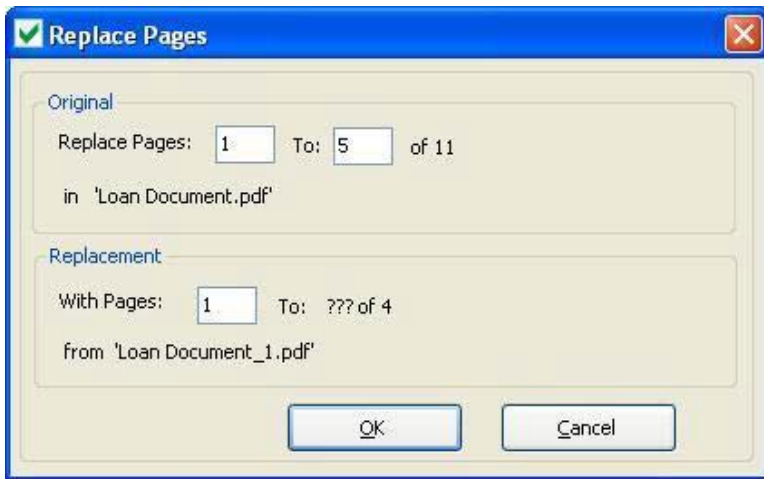 Replace Pages
Original
Replace Pages: 1 To: 5 of 11
in 'Loan Document.pdf'
Replacement
With Pages: 1 To: ??? of 4
from 'Loan Document_1.pdf'
OK Cancel